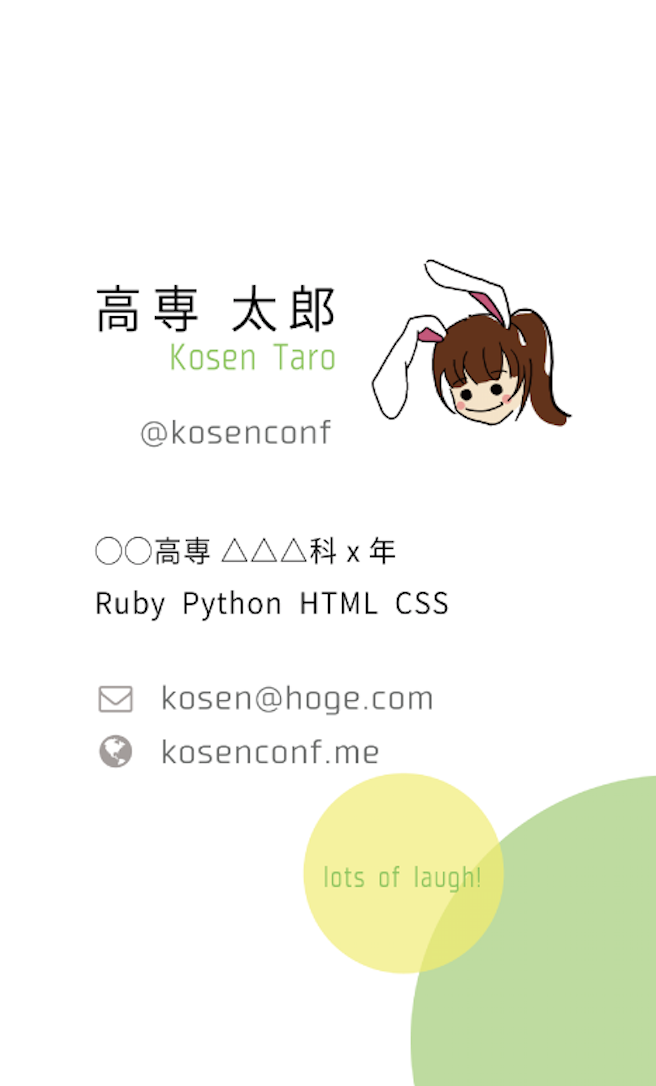 高専 太郎
Kosen Taro
@kosenconf
○○高専 △△△科 x 年
Ruby Python HTML CSS
kosen@hoge.com
kosenconf.me
lots of laugh!